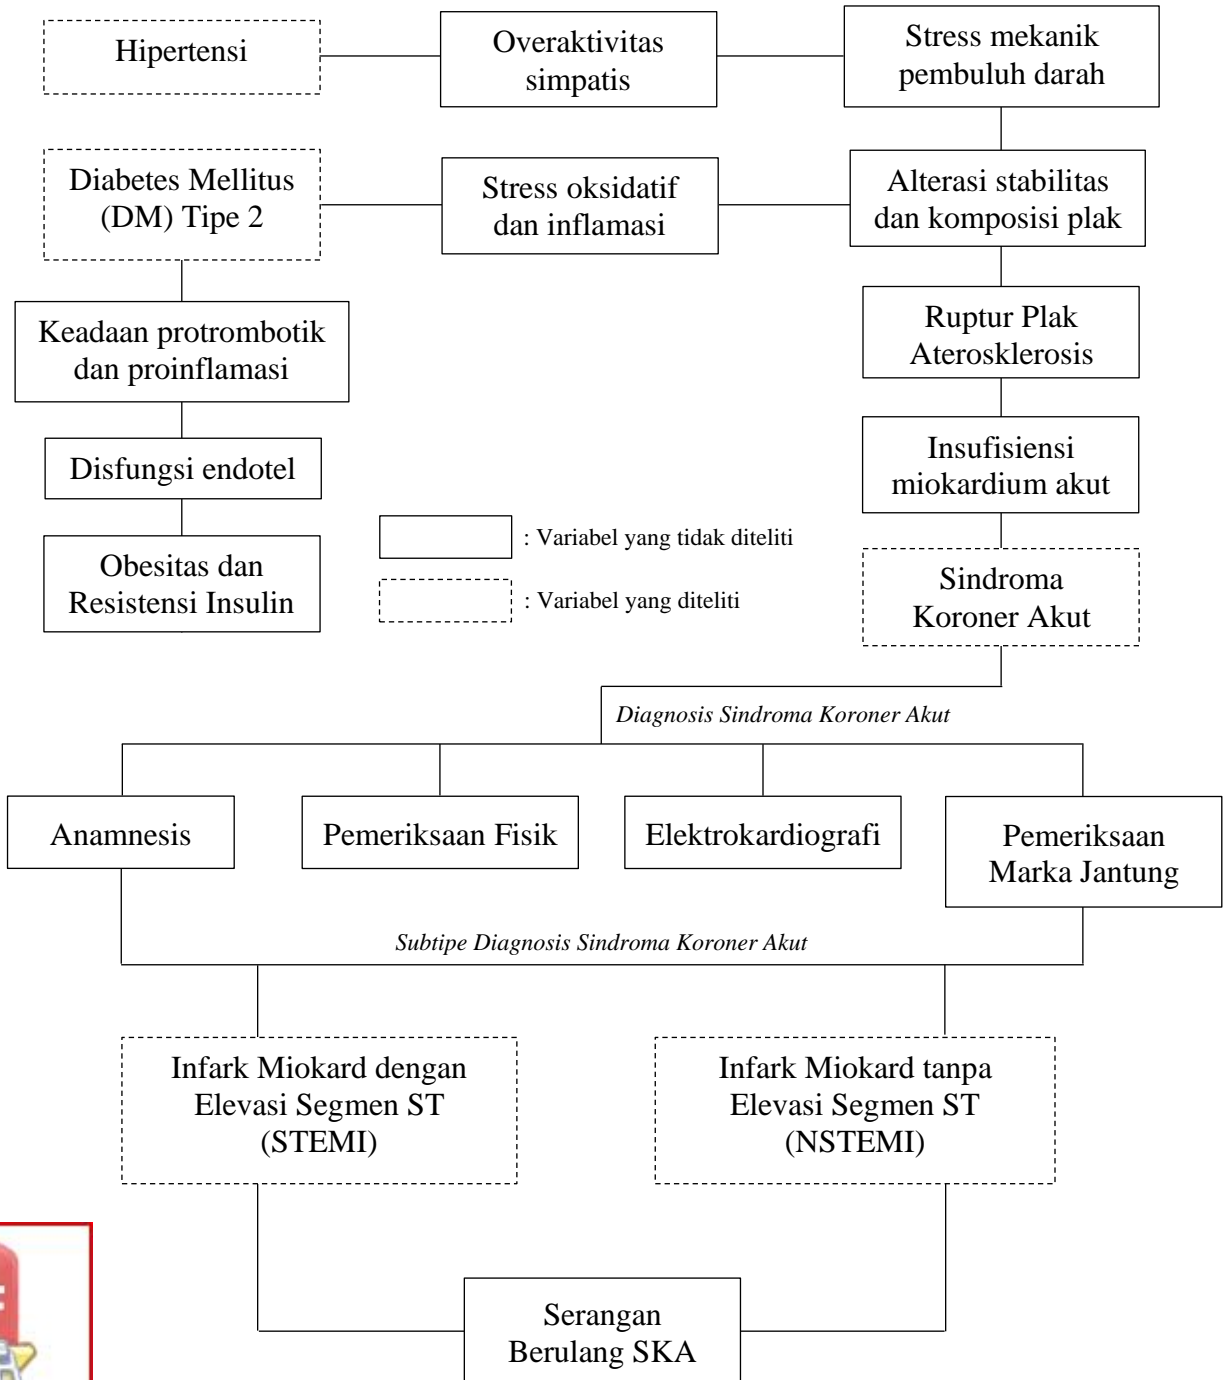 Hipertensi
Overaktivitas
simpatis
Stress mekanik
pembuluh darah
Diabetes Mellitus
(DM) Tipe 2
Stress oksidatif
dan inflamasi
Alterasi stabilitas
dan komposisi plak
Keadaan protrombotik
dan proinflamasi
Ruptur Plak
Aterosklerosis
Disfungsi endotel
Insufisiensi
miokardium akut
Obesitas dan
Resistensi Insulin
: Variabel yang tidak diteliti
: Variabel yang diteliti
Sindroma
Koroner Akut
Diagnosis Sindroma Koroner Akut
Anamnesis
Pemeriksaan Fisik
Elektrokardiografi
Pemeriksaan
Marka Jantung
Subtipe Diagnosis Sindroma Koroner Akut
Infark Miokard dengan
Elevasi Segmen ST
(STEMI)
Infark Miokard tanpa
Elevasi Segmen ST
(NSTEMI)
Serangan
Berulang SKA